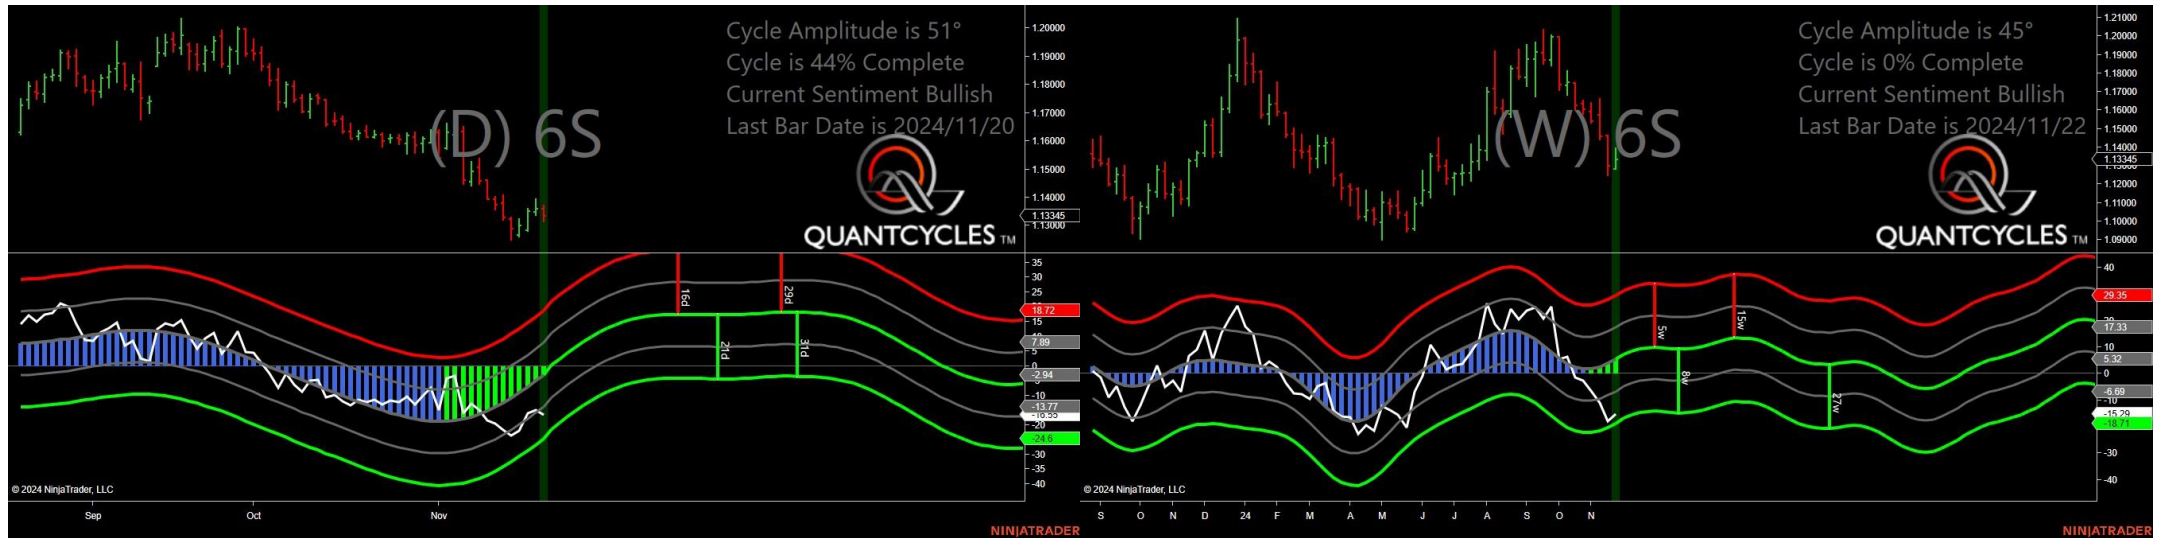 Cycle Amplitude is 51°
Cycle is 44% Complete
Current Sentiment Bullish
Last Bar Date is 2024/11/20
(D) 6S
QUANTCYCLES TM
1.20000
1.19000
1.18000
1.17000
1.16000
1.15000
1.14000
1.13345
1.13000
35
30
25
18.72
15
7.89
5
0
-2.94
-10
-13.77
-20
-24.6
-30
-35
-40
16d
29d
21d
31d
© 2024 NinjaTrader, LLC
Sep
Oct
Nov
NINJATRADER
Cycle Amplitude is 45°
Cycle is 0% Complete
Current Sentiment Bullish
Last Bar Date is 2024/11/22
(W) 6S
QUANTCYCLES TM
1.21000
1.20000
1.19000
1.18000
1.17000
1.16000
1.15000
1.14000
1.13345
1.12000
1.11000
1.10000
1.09000
40
29.35
17.33
10
5.32
0
-6.69
-10
-15.29
-18.71
-30
-40
5w
15w
8w
27w
© 2024 NinjaTrader, LLC
S
O
N
D
24
F
M
A
M
J
J
A
S
O
N
NINJATRADER